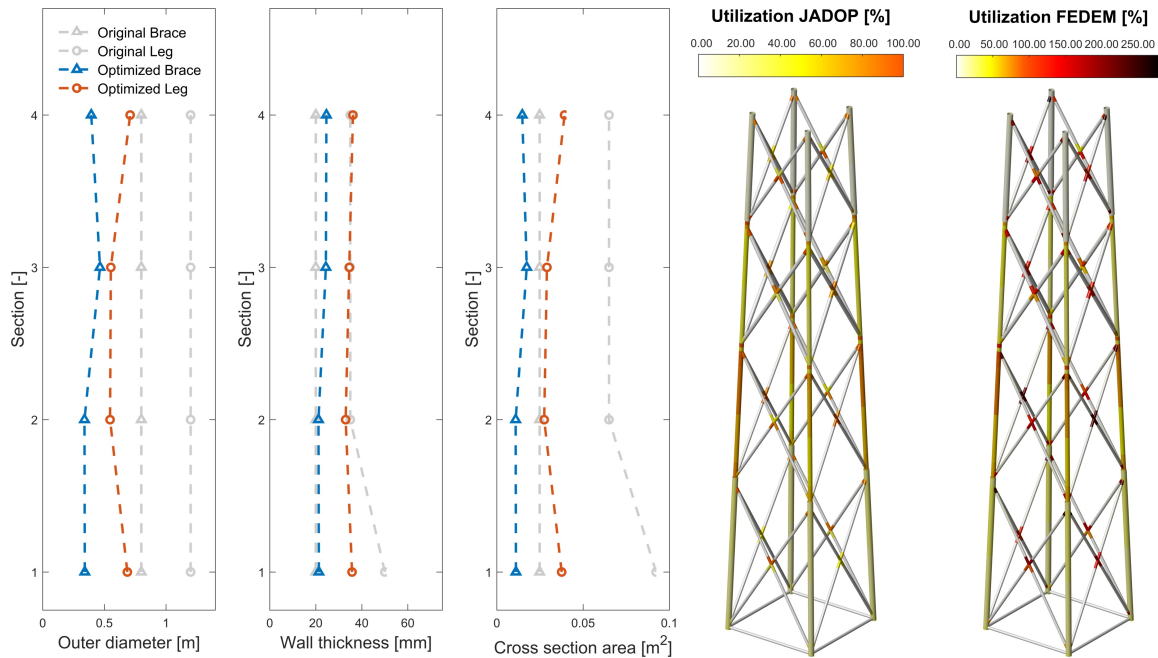 Original Brace
Original Leg
Optimized Brace
Optimized Leg
Section [-]
4
3
2
1
0
0.5
1
Outer diameter [m]
Section [-]
4
3
2
1
0
20
40
60
Wall thickness [mm]
Section [-]
4
3
2
1
0
0.05
0.1
Cross section area [m²]
Utilization JADOP [%]
0.00 20.00 40.00 60.00 80.00 100.00
Utilization FEDEM [%]
0.00 50.00 100.00 150.00 200.00 250.00